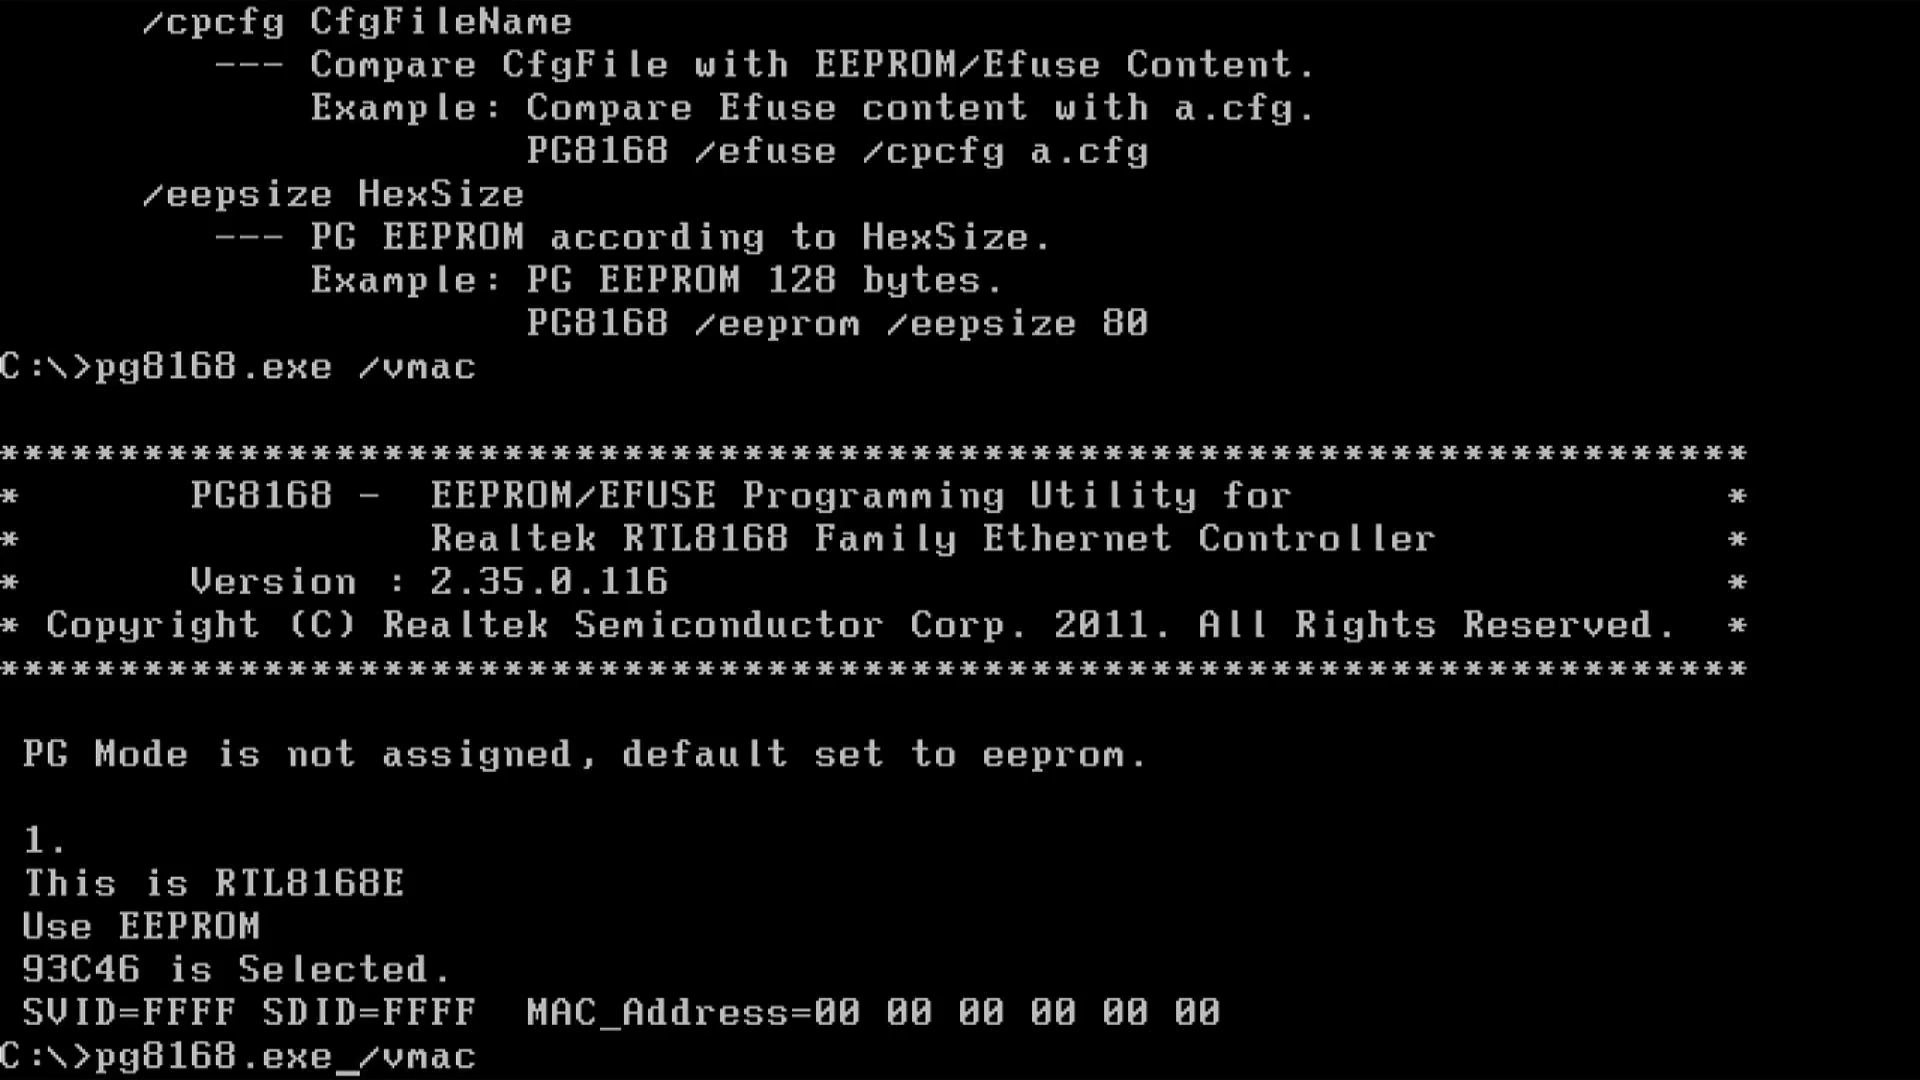 /cpcfg CfgFileName
--- Compare CfgFile with EEPROM/Efuse Content.
Example: Compare Efuse content with a.cfg.
PG8168 /efuse /cpcfg a.cfg
/eepsize HexSize
--- PG EEPROM according to HexSize.
Example: PG EEPROM 128 bytes.
PG8168 /eeprom /eepsize 80
C:\>pg8168.exe /vmac
*************************************************************************
* PG8168 - EEPROM/EFUSE Programming Utility for *
* Realtek RTL8168 Family Ethernet Controller *
* Version : 2.35.0.116 *
* Copyright (C) Realtek Semiconductor Corp. 2011. All Rights Reserved. *
*************************************************************************
PG Mode is not assigned, default set to eeprom.
1.
This is RTL8168E
Use EEPROM
93C46 is Selected.
SVID=FFFF SDID=FFFF MAC_Address=00 00 00 00 00 00
C:\>pg8168.exe_/vmac